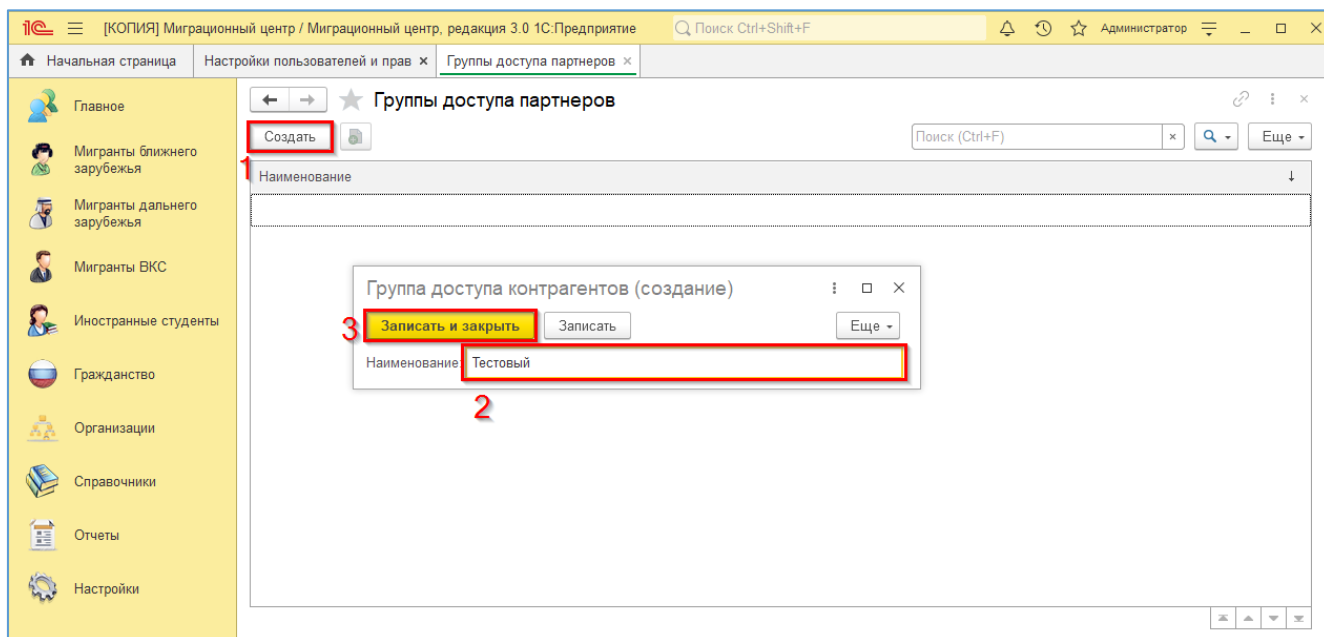 [КОПИЯ] Миграционный центр / Миграционный центр, редакция 3.0 1С:Предприятие
Поиск Ctrl+Shift+F
Администратор
Начальная страница
Настройки пользователей и прав ×
Группы доступа партнеров ×
Главное
Группы доступа партнеров
Создать
Поиск (Ctrl+F)
×
Еще
1
Мигранты ближнего
зарубежья
Наименование
Мигранты дальнего
зарубежья
Мигранты ВКС
Группа доступа контрагентов (создание)
3
Записать и закрыть
Записать
Еще
Иностранные студенты
Наименование:
Тестовый
2
Гражданство
Организации
Справочники
Отчеты
Настройки